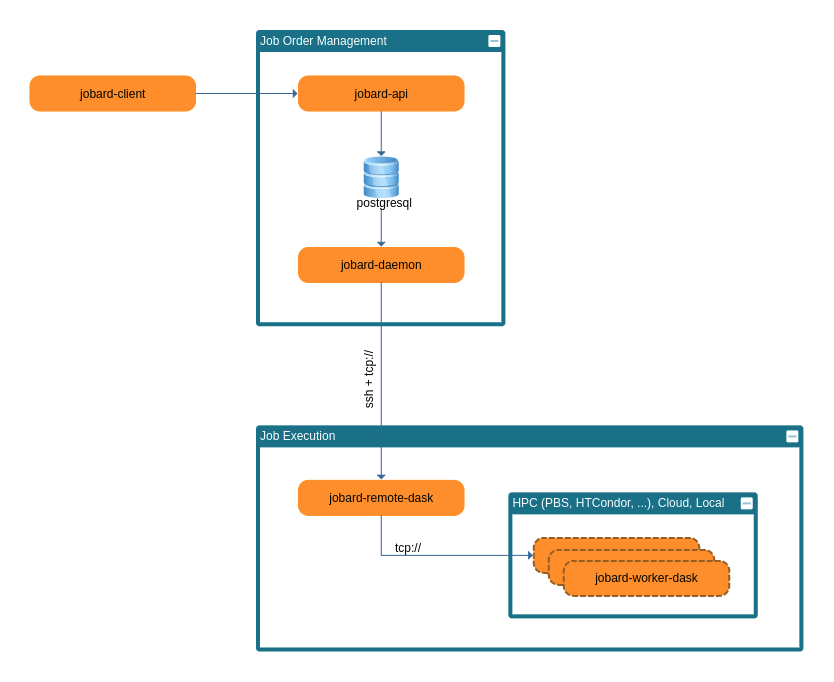 Job Order Management
jobard-client
jobard-api
postgresql
jobard-daemon
ssh + tcp://
Job Execution
jobard-remote-dask
HPC (PBS, HTCondor, ...), Cloud, Local
tcp://
jobard-worker-dask